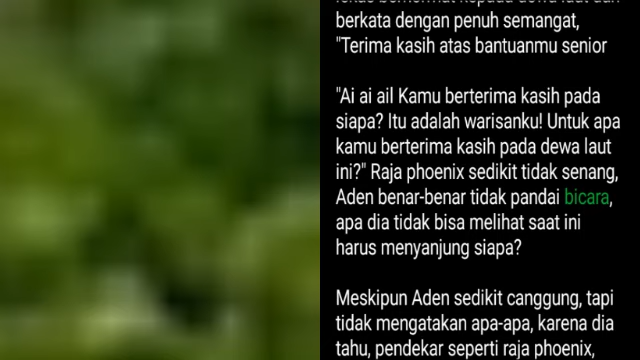 berkata dengan penuh semangat,
"Terima kasih atas bantuanmu senior
"Ai ai ail Kamu berterima kasih pada
siapa? Itu adalah warisanku! Untuk apa
kamu berterima kasih pada dewa laut
ini?" Raja phoenix sedikit tidak senang,
Aden benar-benar tidak pandai bicara,
apa dia tidak bisa melihat saat ini
harus menyanjung siapa?
Meskipun Aden sedikit canggung, tapi
tidak mengatakan apa-apa, karena dia
tahu, pendekar seperti raja phoenix,